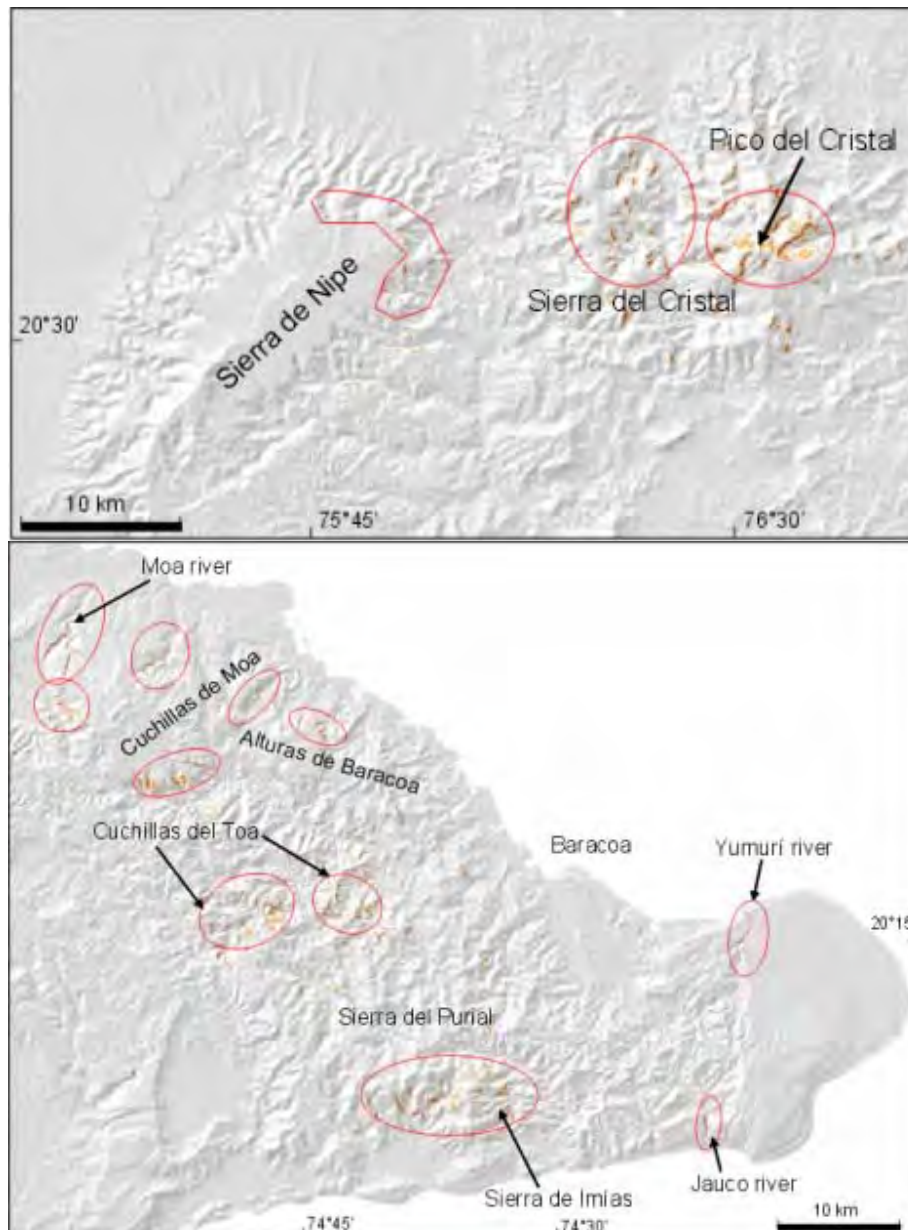 Pico del Cristal
Sierra del Cristal
Sierra de Nipe
20°30'
10 km
75°45'
76°30'
Moa river
Cuchillas de Moa
Alturas de Baracoa
Cuchillas del Toa
Baracoa
Yumurí river
20°15
Sierra del Purial
Sierra de Imías
Jauco river
74°45'
74°30'
10 km